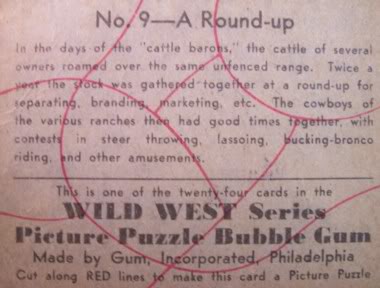 No. 9—A Round-up
In the days of the "cattle barons," the cattle of several
owners roamed over the same unfenced range. Twice a
year the stock was gathered together at a round-up for
separating, branding, marketing, etc. The cowboys of
the various ranches then had good times together, with
contests in steer throwing, lassoing, bucking-bronco
riding, and other amusements.
This is one of the twenty-four cards in the
WILD WEST Series
Picture Puzzle Bubble Gum
Made by Gum, Incorporated, Philadelphia
Cut along RED lines to make this card a Picture Puzzle